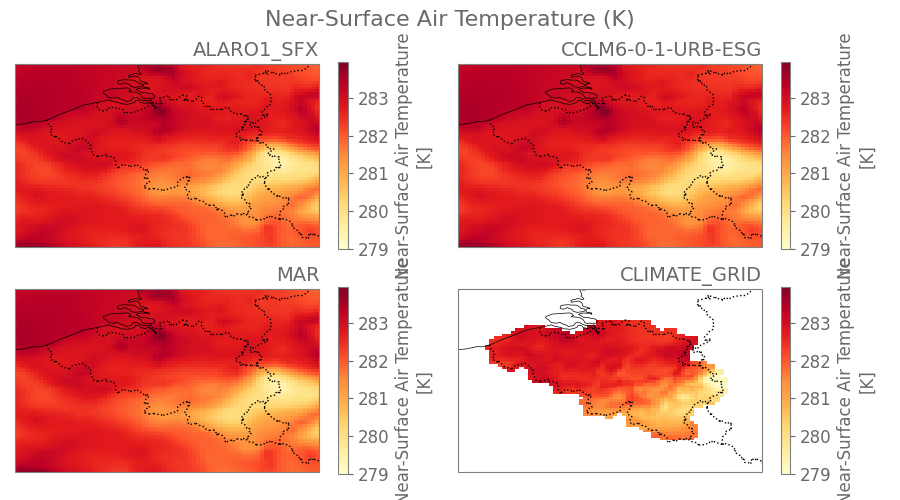 Near-Surface Air Temperature (K)
ALARO1_SFX
283
282
281
280
279
Near-Surface Air Temperature
[K]
CCLM6-0-1-URB-ESG
283
282
281
280
279
Near-Surface Air Temperature
[K]
MAR
283
282
281
280
279
Near-Surface Air Temperature
[K]
CLIMATE_GRID
283
282
281
280
279
Near-Surface Air Temperature
[K]